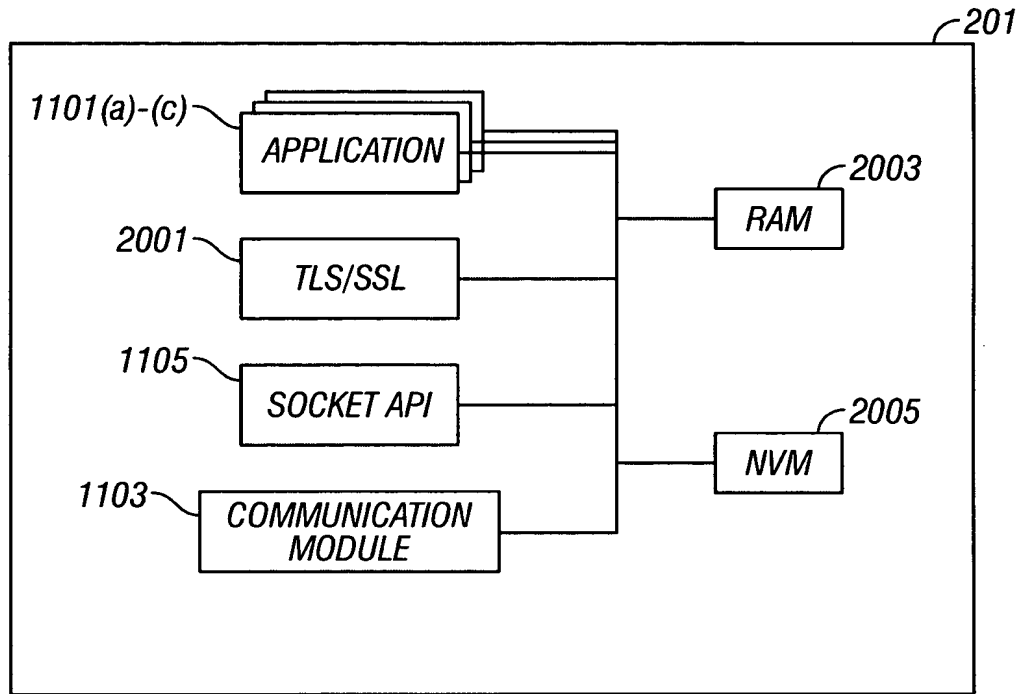 201
1101(a)-(c)
APPLICATION
2003
RAM
2001
TLS/SSL
1105
SOCKET API
2005
NVM
1103
COMMUNICATION
MODULE